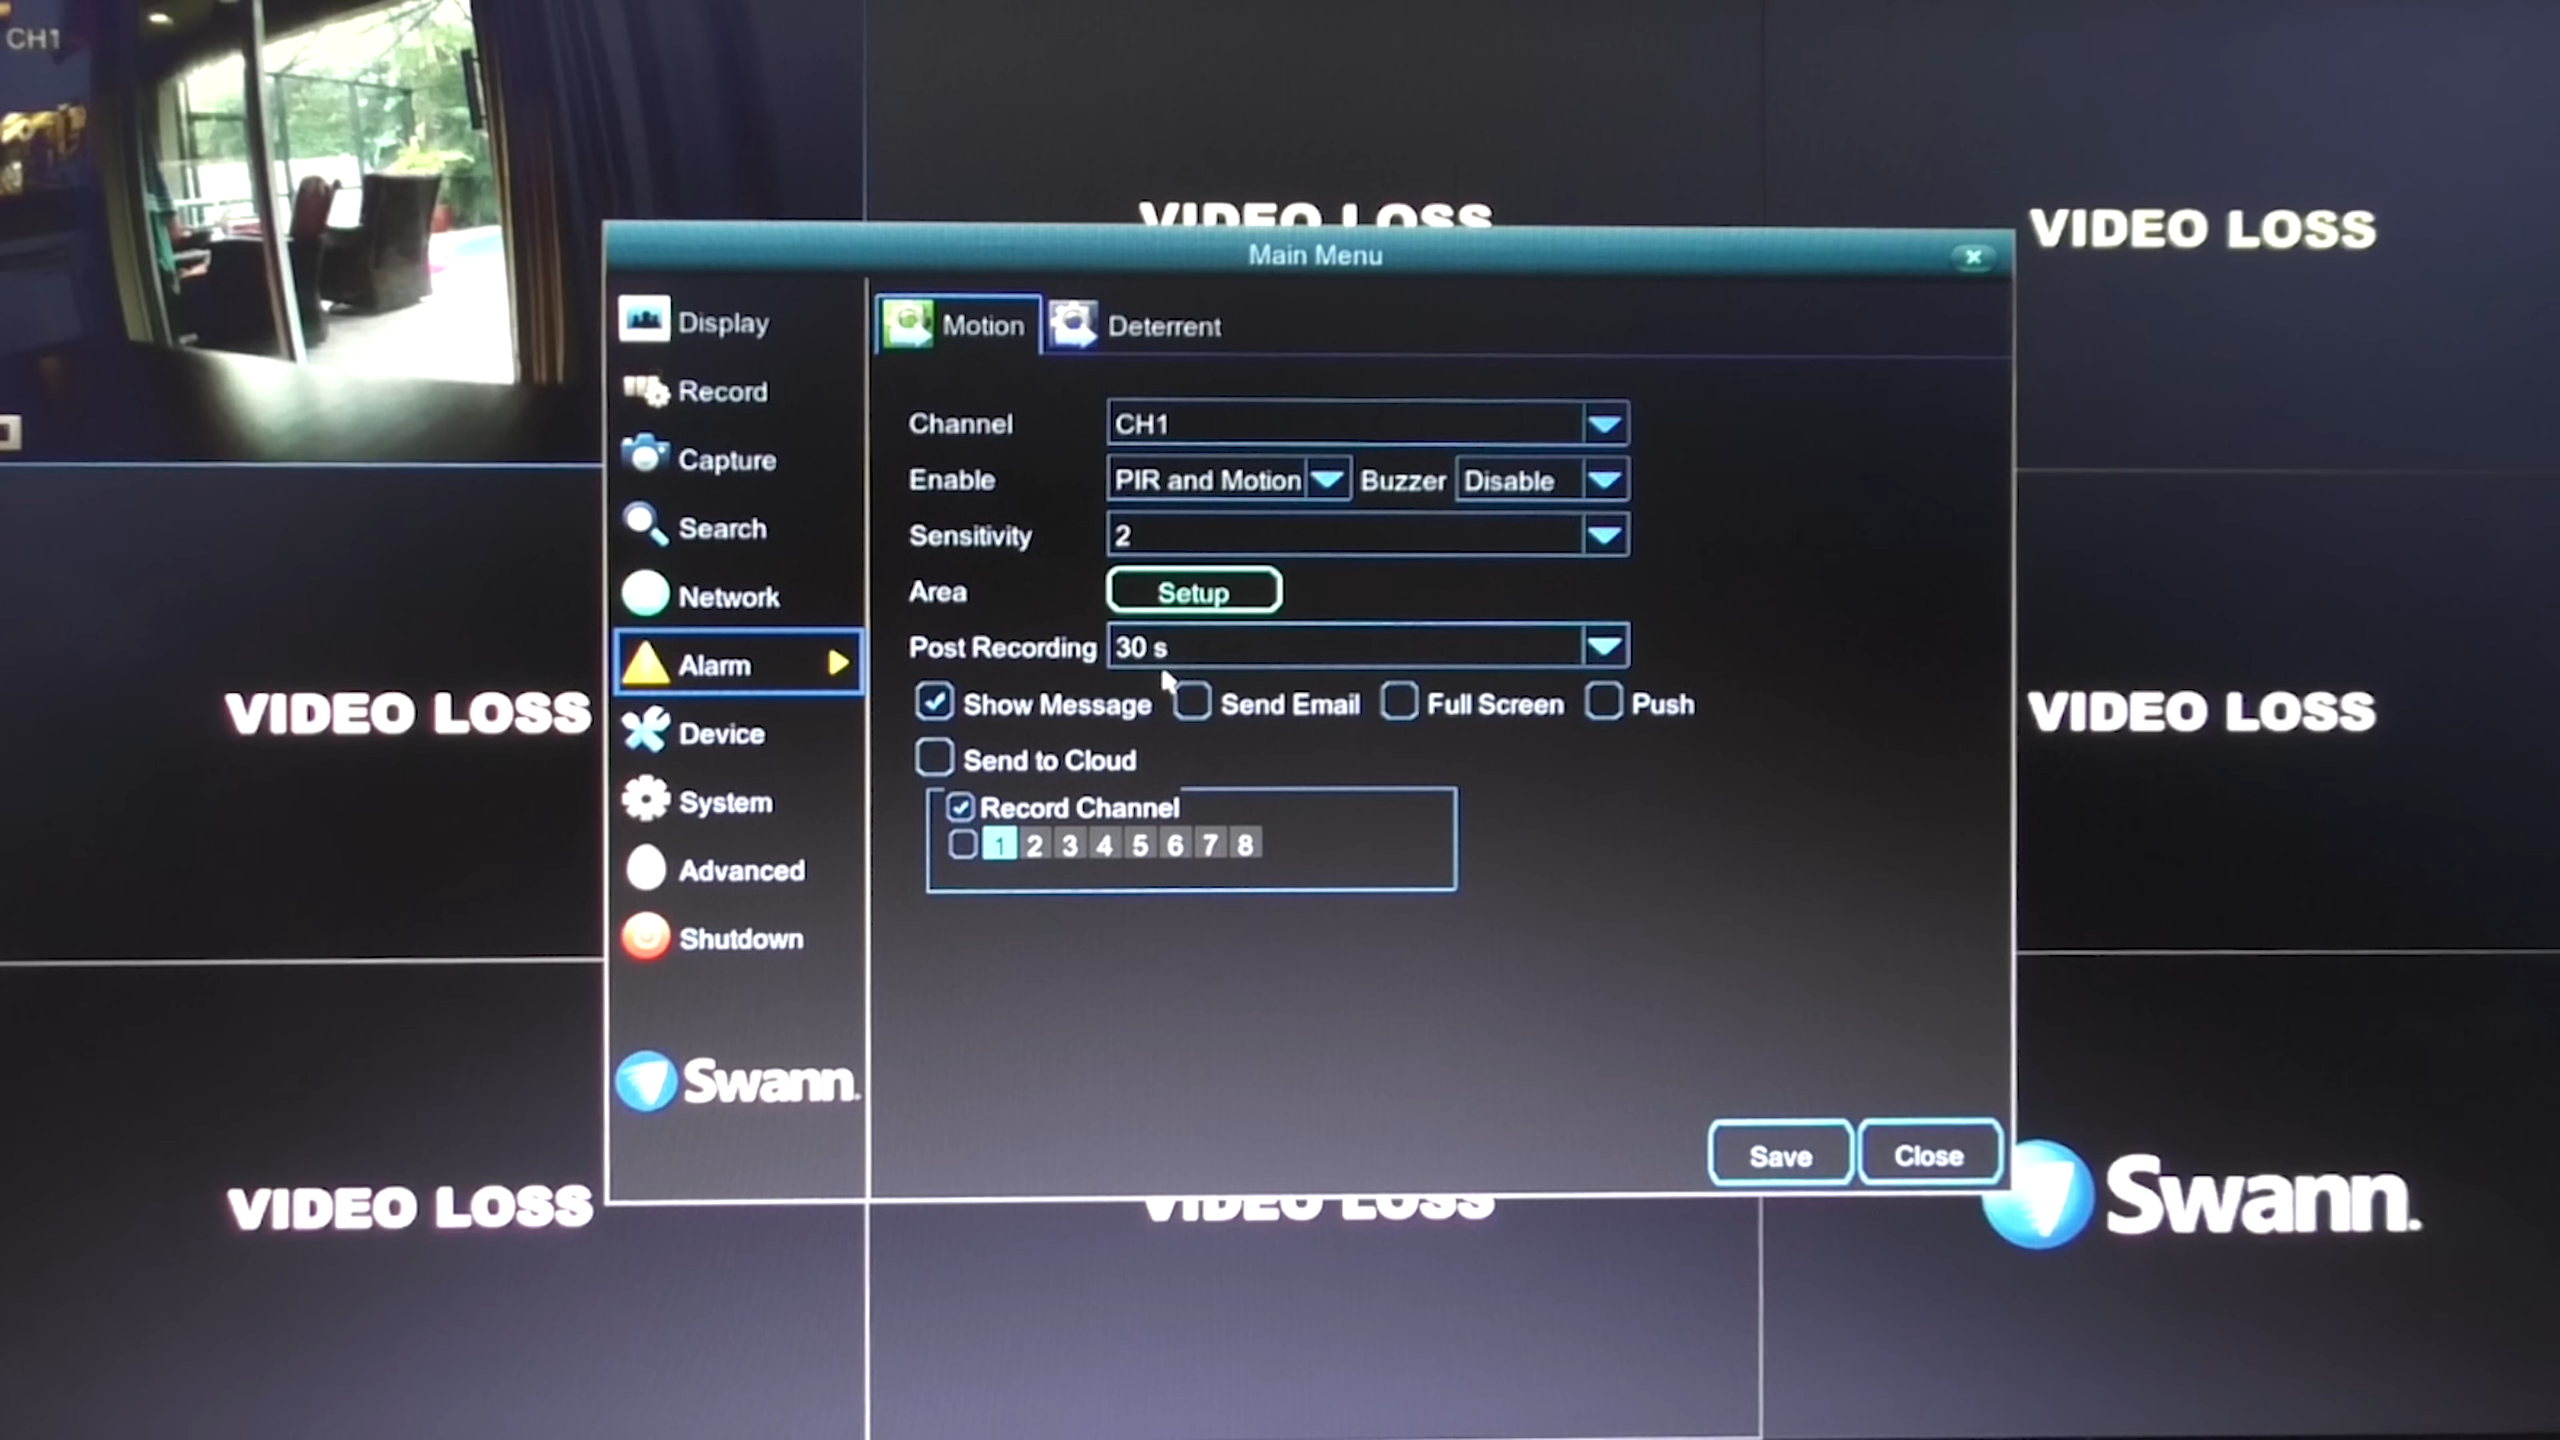 CH1
VIDEO LOSS
VIDEO LOSS
Main Menu
Display
Record
Capture
Search
Network
Alarm
Device
System
Advanced
Shutdown
Swann.
Motion
Deterrent
Channel CH1
Enable PIR and Motion Buzzer Disable
Sensitivity 2
Area Setup
Post Recording 30 s
Show Message Send Email Full Screen Push
Send to Cloud
Record Channel
1 2 3 4 5 6 7 8
Save Close
VIDEO LOSS
VIDEO LOSS
VIDEO LOSS
VIDEO LOSS
Swann.